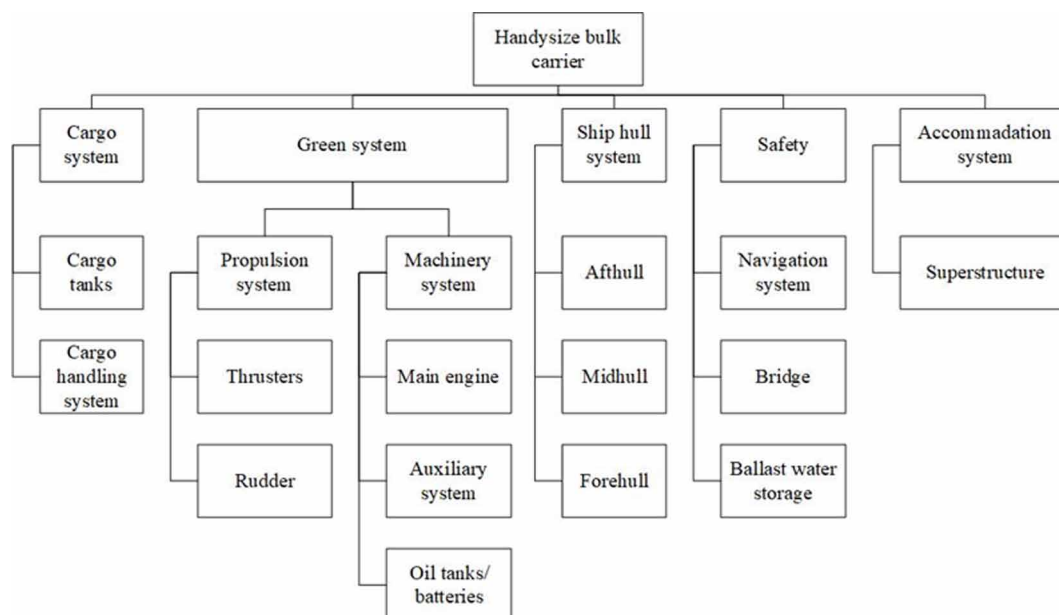 Handysize bulk
carrier
Cargo
system
Green system
Ship hull
system
Safety
Accommadation
system
Cargo
tanks
Propulsion
system
Machinery
system
Afthull
Navigation
system
Superstructure
Cargo
handling
system
Thrusters
Main engine
Midhull
Bridge
Rudder
Auxiliary
system
Forehull
Ballast water
storage
Oil tanks/
batteries